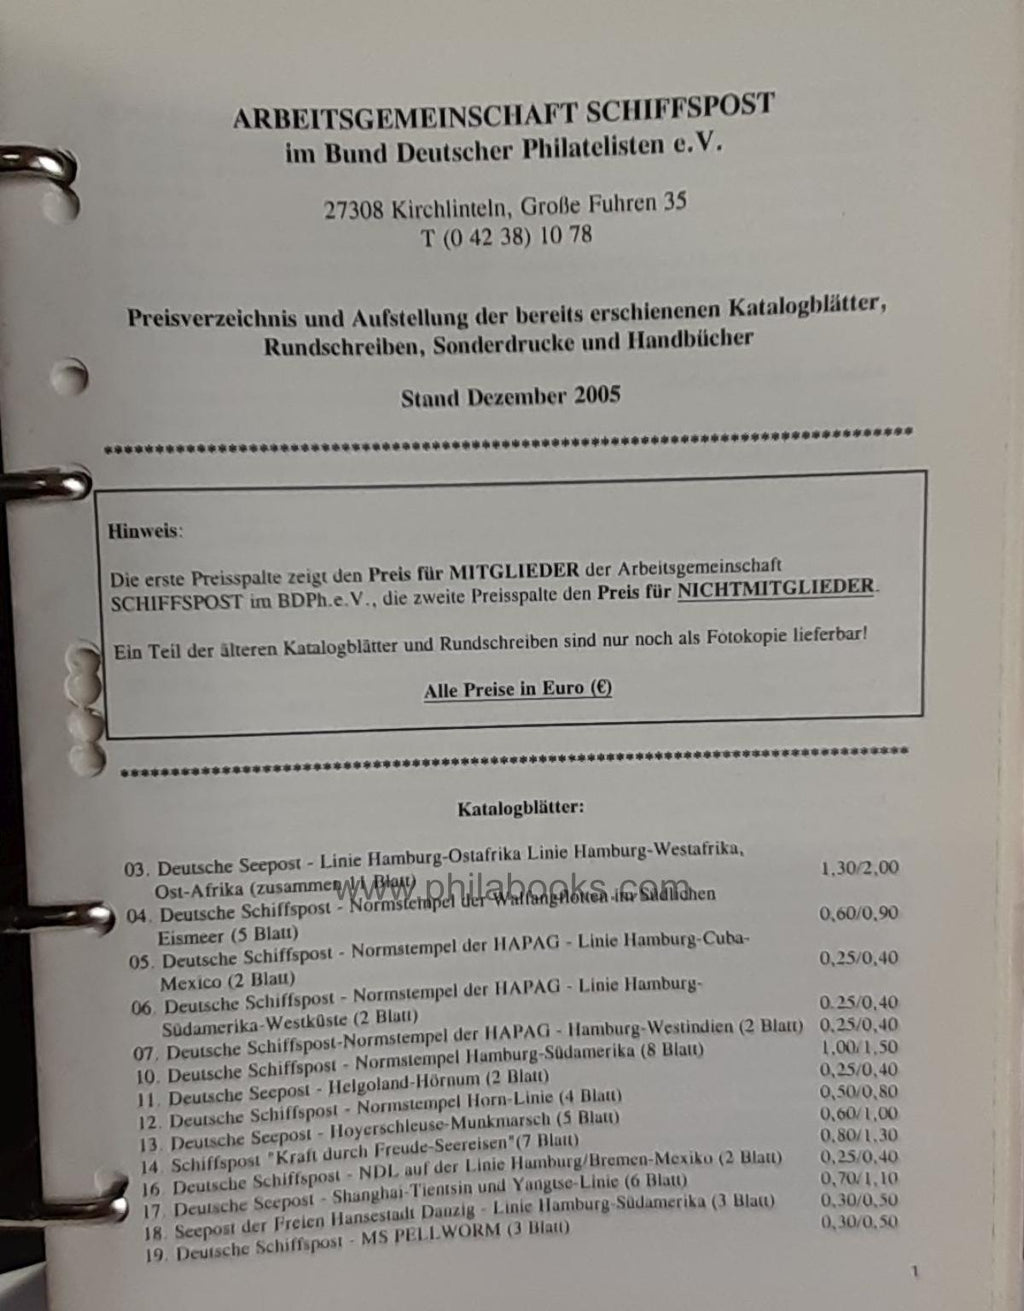 ARBEITSGEMEINSCHAFT SCHIFFSPOST
im Bund Deutscher Philatelisten e.V.
27308 Kirchlinteln, Große Fuhren 35
T (0 42 38) 10 78
Preisverzeichnis und Aufstellung der bereits erschienenen Katalogblätter,
Rundschreiben, Sonderdrucke und Handbücher
Stand Dezember 2005
********************************************************************************
Hinweis:
Die erste Preisspalte zeigt den Preis für MITGLIEDER der Arbeitsgemeinschaft
SCHIFFSPOST im BDPh.e.V., die zweite Preisspalte den Preis für NICHTMITGLIEDER.
Ein Teil der älteren Katalogblätter und Rundschreiben sind nur noch als Fotokopie lieferbar!
Alle Preise in Euro (€)
********************************************************************************
Katalogblätter:
03. Deutsche Seepost - Linie Hamburg-Ostafrika Linie Hamburg-Westafrika,
Ost-Afrika (zusammen 11 Blatt) 1,30/2,00
www.philabooks.com
04. Deutsche Schiffspost - Normstempel der Walfangflotten im Südlichen
Eismeer (5 Blatt) 0,60/0,90
05. Deutsche Schiffspost - Normstempel der HAPAG - Linie Hamburg-Cuba-
Mexico (2 Blatt) 0,25/0,40
06. Deutsche Schiffspost - Normstempel der HAPAG - Linie Hamburg-
Südamerika-Westküste (2 Blatt) 0.25/0,40
07. Deutsche Schiffspost-Normstempel der HAPAG - Hamburg-Westindien (2 Blatt) 0,25/0,40
10. Deutsche Schiffspost - Normstempel Hamburg-Südamerika (8 Blatt) 1,00/1,50
11. Deutsche Seepost - Helgoland-Hörnum (2 Blatt) 0,25/0,40
12. Deutsche Schiffspost - Normstempel Horn-Linie (4 Blatt) 0,50/0,80
13. Deutsche Seepost - Hoyerschleuse-Munkmarsch (5 Blatt) 0,60/1,00
14. Schiffspost "Kraft durch Freude-Seereisen"(7 Blatt) 0,80/1,30
16. Deutsche Schiffspost - NDL auf der Linie Hamburg/Bremen-Mexiko (2 Blatt) 0,25/0,40
17. Deutsche Seepost - Shanghai-Tientsin und Yangtse-Linie (6 Blatt) 0,70/1,10
18. Seepost der Freien Hansestadt Danzig - Linie Hamburg-Südamerika (3 Blatt) 0,30/0,50
19. Deutsche Schiffspost - MS PELLWORM (3 Blatt) 0,30/0,50
1